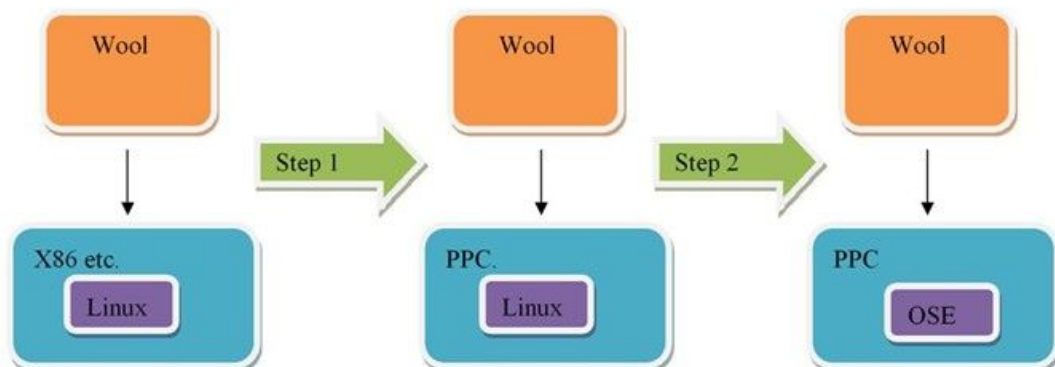 Wool
Wool
Wool
Step 1
Step 2
X86 etc.
PPC.
PPC
Linux
Linux
OSE